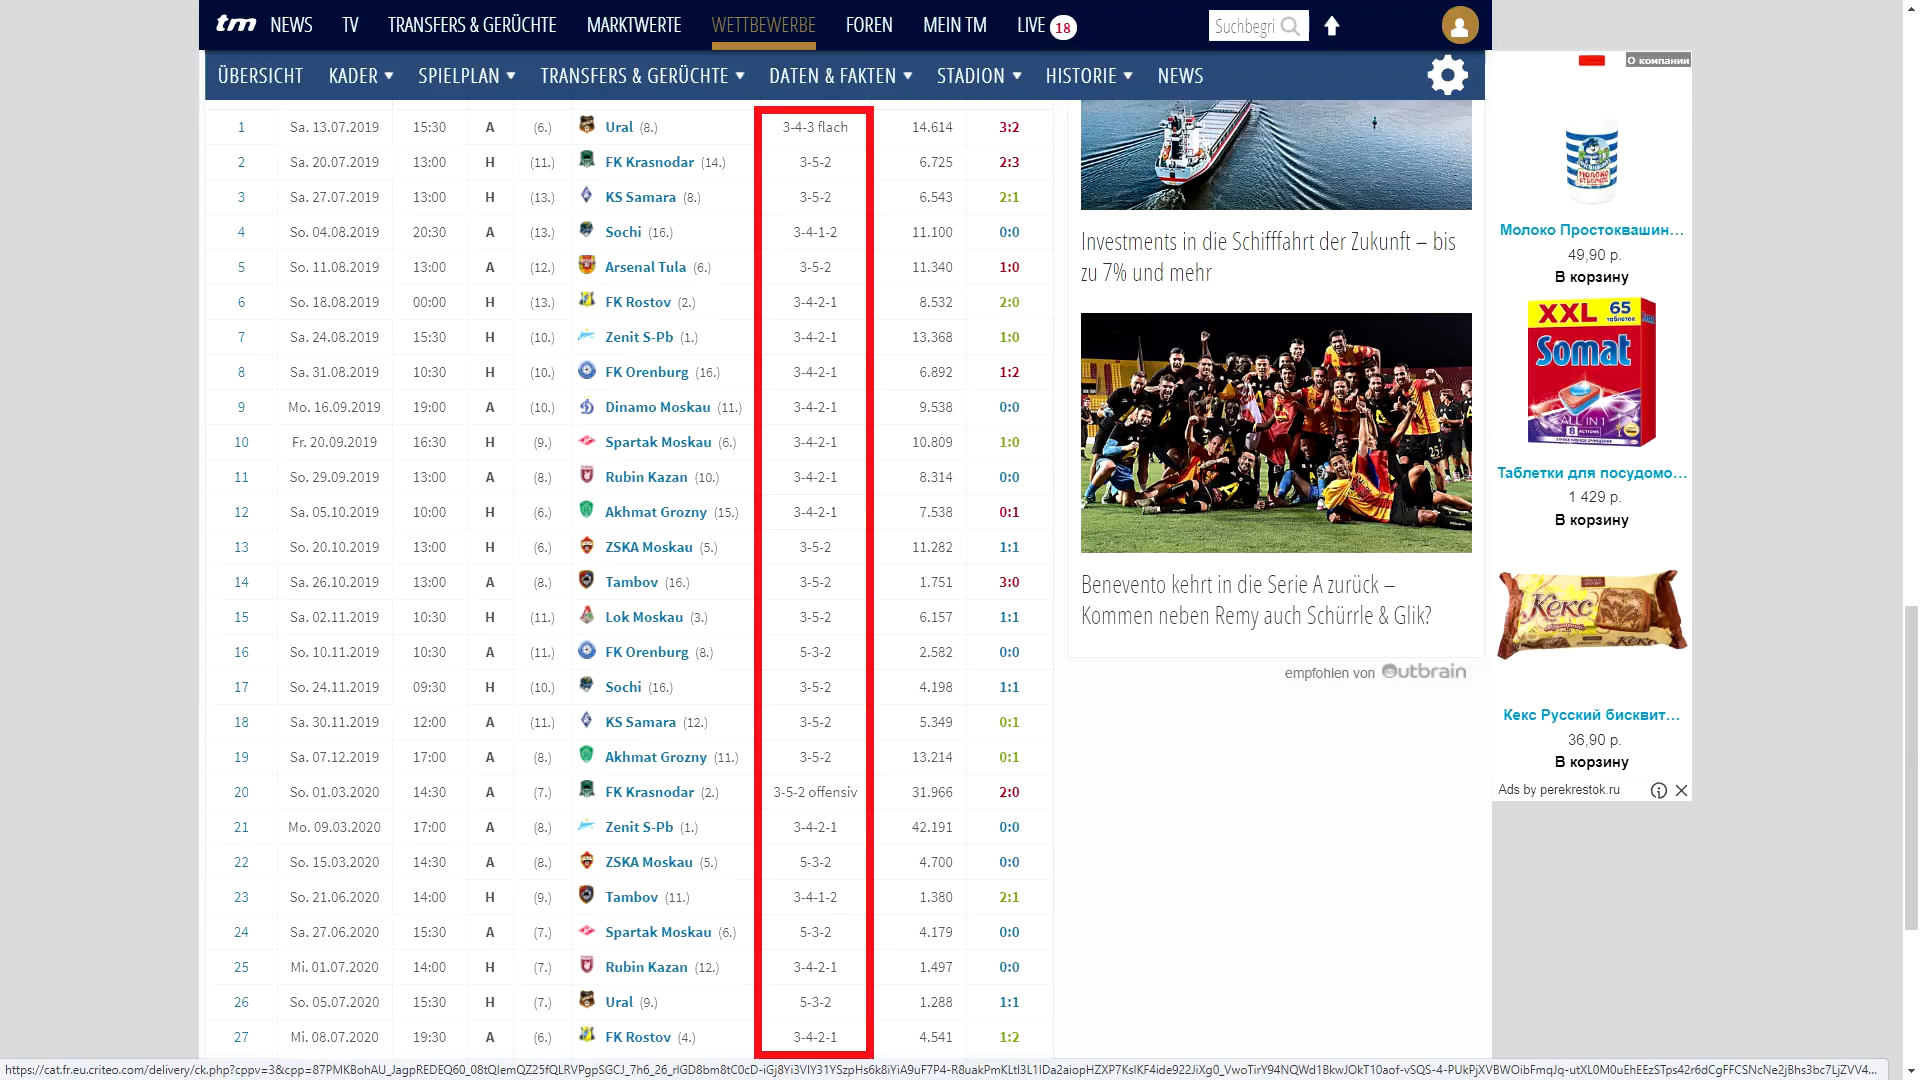 tm NEWS TV TRANSFERS & GERÜCHTE MARKTWERTE WETTBEWERBE FOREN MEIN TM LIVE 18 Suchbegri
ÜBERSICHT KADER SPIELPLAN TRANSFERS & GERÜCHTE DATEN & FAKTEN STADION HISTORIE NEWS
1 Sa. 13.07.2019 15:30 A (6.) Ural (8.) 3-4-3 flach 14.614 3:2
2 Sa. 20.07.2019 13:00 H (11.) FK Krasnodar (14.) 3-5-2 6.725 2:3
3 Sa. 27.07.2019 13:00 H (13.) KS Samara (8.) 3-5-2 6.543 2:1
4 So. 04.08.2019 20:30 A (13.) Sochi (16.) 3-4-1-2 11.100 0:0
5 So. 11.08.2019 13:00 A (12.) Arsenal Tula (6.) 3-5-2 11.340 1:0
6 So. 18.08.2019 00:00 H (13.) FK Rostov (2.) 3-4-2-1 8.532 2:0
7 Sa. 24.08.2019 15:30 H (10.) Zenit S-Pb (1.) 3-4-2-1 13.368 1:0
8 Sa. 31.08.2019 10:30 H (10.) FK Orenburg (16.) 3-4-2-1 6.892 1:2
9 Mo. 16.09.2019 19:00 A (10.) Dinamo Moskau (11.) 3-4-2-1 9.538 0:0
10 Fr. 20.09.2019 16:30 H (9.) Spartak Moskau (6.) 3-4-2-1 10.809 1:0
11 So. 29.09.2019 13:00 A (8.) Rubin Kazan (10.) 3-4-2-1 8.314 0:0
12 Sa. 05.10.2019 10:00 H (6.) Akhmat Grozny (15.) 3-4-2-1 7.538 0:1
13 So. 20.10.2019 13:00 H (6.) ZSKA Moskau (5.) 3-5-2 11.282 1:1
14 Sa. 26.10.2019 13:00 A (8.) Tambov (16.) 3-5-2 1.751 3:0
15 Sa. 02.11.2019 10:30 H (11.) Lok Moskau (3.) 3-5-2 6.157 1:1
16 So. 10.11.2019 10:30 A (11.) FK Orenburg (8.) 5-3-2 2.582 0:0
17 So. 24.11.2019 09:30 H (10.) Sochi (16.) 3-5-2 4.198 1:1
18 Sa. 30.11.2019 12:00 A (11.) KS Samara (12.) 3-5-2 5.349 0:1
19 Sa. 07.12.2019 17:00 A (8.) Akhmat Grozny (11.) 3-5-2 13.214 0:1
20 So. 01.03.2020 14:30 A (7.) FK Krasnodar (2.) 3-5-2 offensiv 31.966 2:0
21 Mo. 09.03.2020 17:00 A (8.) Zenit S-Pb (1.) 3-4-2-1 42.191 0:0
22 So. 15.03.2020 14:30 A (8.) ZSKA Moskau (5.) 5-3-2 4.700 0:0
23 So. 21.06.2020 14:00 H (9.) Tambov (11.) 3-4-1-2 1.380 2:1
24 Sa. 27.06.2020 15:30 A (7.) Spartak Moskau (6.) 5-3-2 4.179 0:0
25 Mi. 01.07.2020 14:00 H (7.) Rubin Kazan (12.) 3-4-2-1 1.497 0:0
26 So. 05.07.2020 15:30 H (7.) Ural (9.) 5-3-2 1.288 1:1
27 Mi. 08.07.2020 19:30 A (6.) FK Rostov (4.) 3-4-2-1 4.541 1:2
Investments in die Schifffahrt der Zukunft – bis
zu 7% und mehr
Benevento kehrt in die Serie A zurück –
Kommen neben Remy auch Schürrle & Glik?
empfohlen von Outbrain
О компании
МОЛОКО
Молоко Простоквашин...
49,90 р.
В корзину
XXL 65
таблеток
Somat
ALL IN 1
8 ACTIONS
Таблетки для посудомо...
1 429 р.
В корзину
Кекс
Кекс Русский бисквит...
36,90 р.
В корзину
Ads by perekrestok.ru